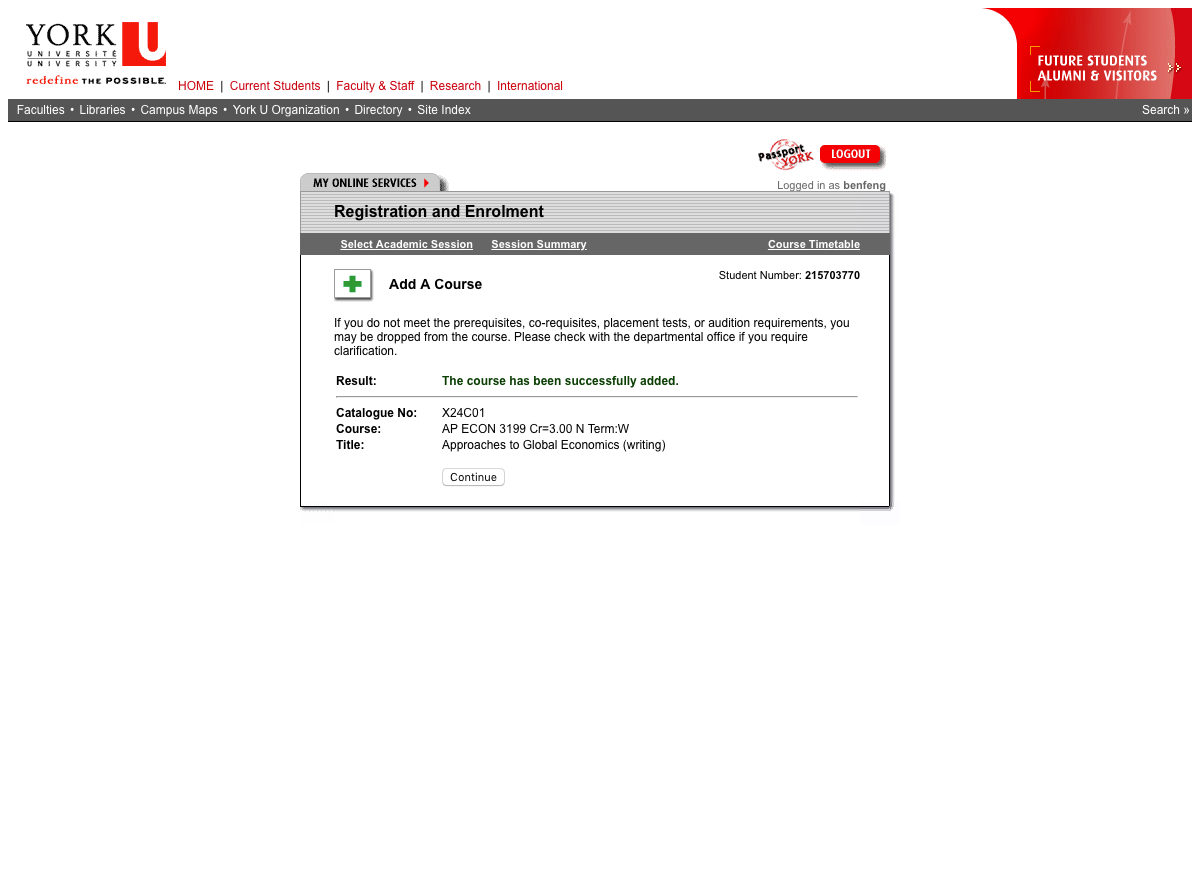 YORK U
UNIVERSITÉ
UNIVERSITY
redefine THE POSSIBLE.
HOME | Current Students | Faculty & Staff | Research | International
FUTURE STUDENTS
ALUMNI & VISITORS
Faculties • Libraries • Campus Maps • York U Organization • Directory • Site Index
Search »
Passport YORK
LOGOUT
MY ONLINE SERVICES
Logged in as benfeng
Registration and Enrolment
Select Academic Session Session Summary Course Timetable
Student Number: 215703770
Add A Course
If you do not meet the prerequisites, co-requisites, placement tests, or audition requirements, you
may be dropped from the course. Please check with the departmental office if you require
clarification.
Result: The course has been successfully added.
Catalogue No: X24C01
Course: AP ECON 3199 Cr=3.00 N Term:W
Title: Approaches to Global Economics (writing)
Continue